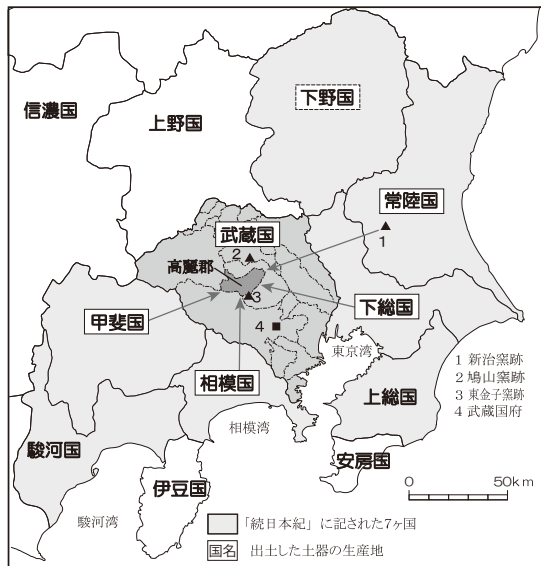 信濃国
上野国
下野国
常陸国
1
武蔵国
2
高麗郡
3
甲斐国
下総国
4
東京湾
相模国
上総国
相模湾
駿河国
安房国
伊豆国
駿河湾
1 新治窯跡
2 鳩山窯跡
3 東金子窯跡
4 武蔵国府
0 50km
「続日本紀」に記された7ヶ国
国名 出土した土器の生産地